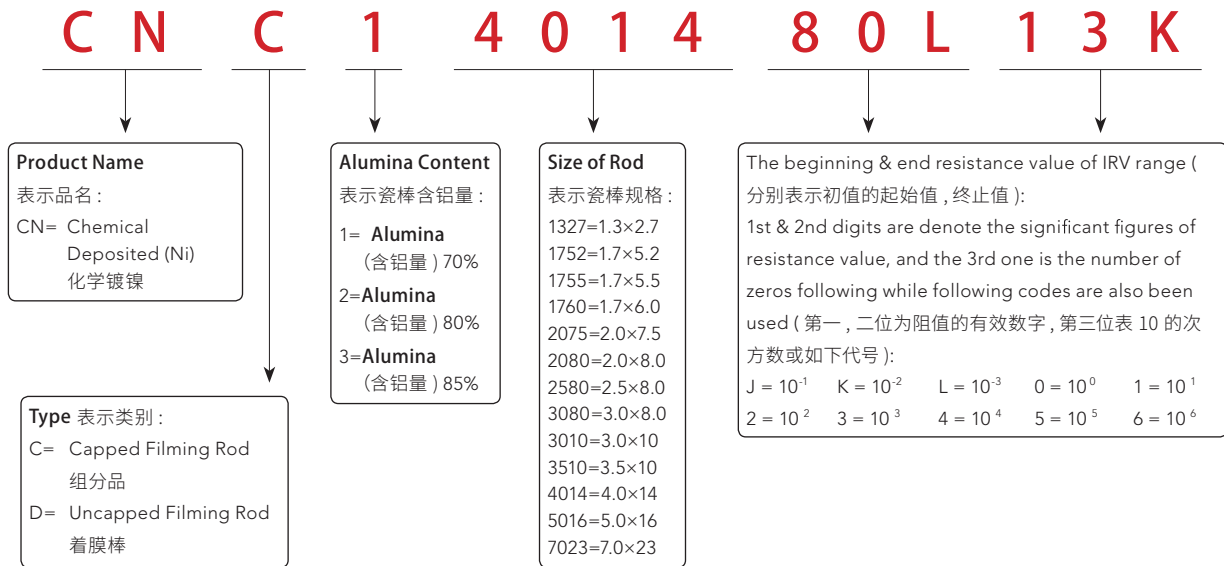 C N C 1 4 0 1 4 8 0 L 1 3 K
Product Name
表示品名 :
CN= Chemical
Deposited (Ni)
化学镀镍
Type 表示类别 :
C= Capped Filming Rod
组分品
D= Uncapped Filming Rod
着膜棒
Alumina Content
表示瓷棒含铝量 :
1= Alumina
(含铝量 ) 70%
2=Alumina
(含铝量 ) 80%
3=Alumina
(含铝量 ) 85%
Size of Rod
表示瓷棒规格 :
1327=1.3×2.7
1752=1.7×5.2
1755=1.7×5.5
1760=1.7×6.0
2075=2.0×7.5
2080=2.0×8.0
2580=2.5×8.0
3080=3.0×8.0
3010=3.0×10
3510=3.5×10
4014=4.0×14
5016=5.0×16
7023=7.0×23
The beginning & end resistance value of IRV range (
分别表示初值的起始值 , 终止值 ):
1st & 2nd digits are denote the significant figures of
resistance value, and the 3rd one is the number of
zeros following while following codes are also been
used ( 第一 , 二位为阻值的有效数字 , 第三位表 10 的次
方数或如下代号 ):
J = 10⁻¹ K = 10⁻² L = 10⁻³ 0 = 10⁰ 1 = 10¹
2 = 10² 3 = 10³ 4 = 10⁴ 5 = 10⁵ 6 = 10⁶